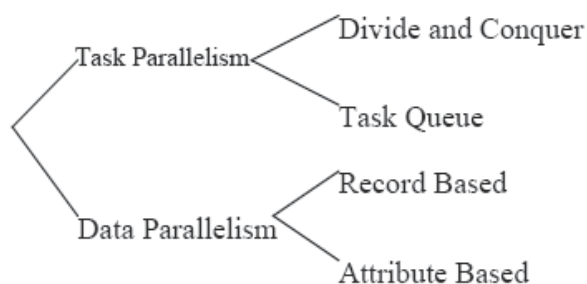 Divide and Conquer
Task Parallelism
Task Queue
Record Based
Data Parallelism
Attribute Based